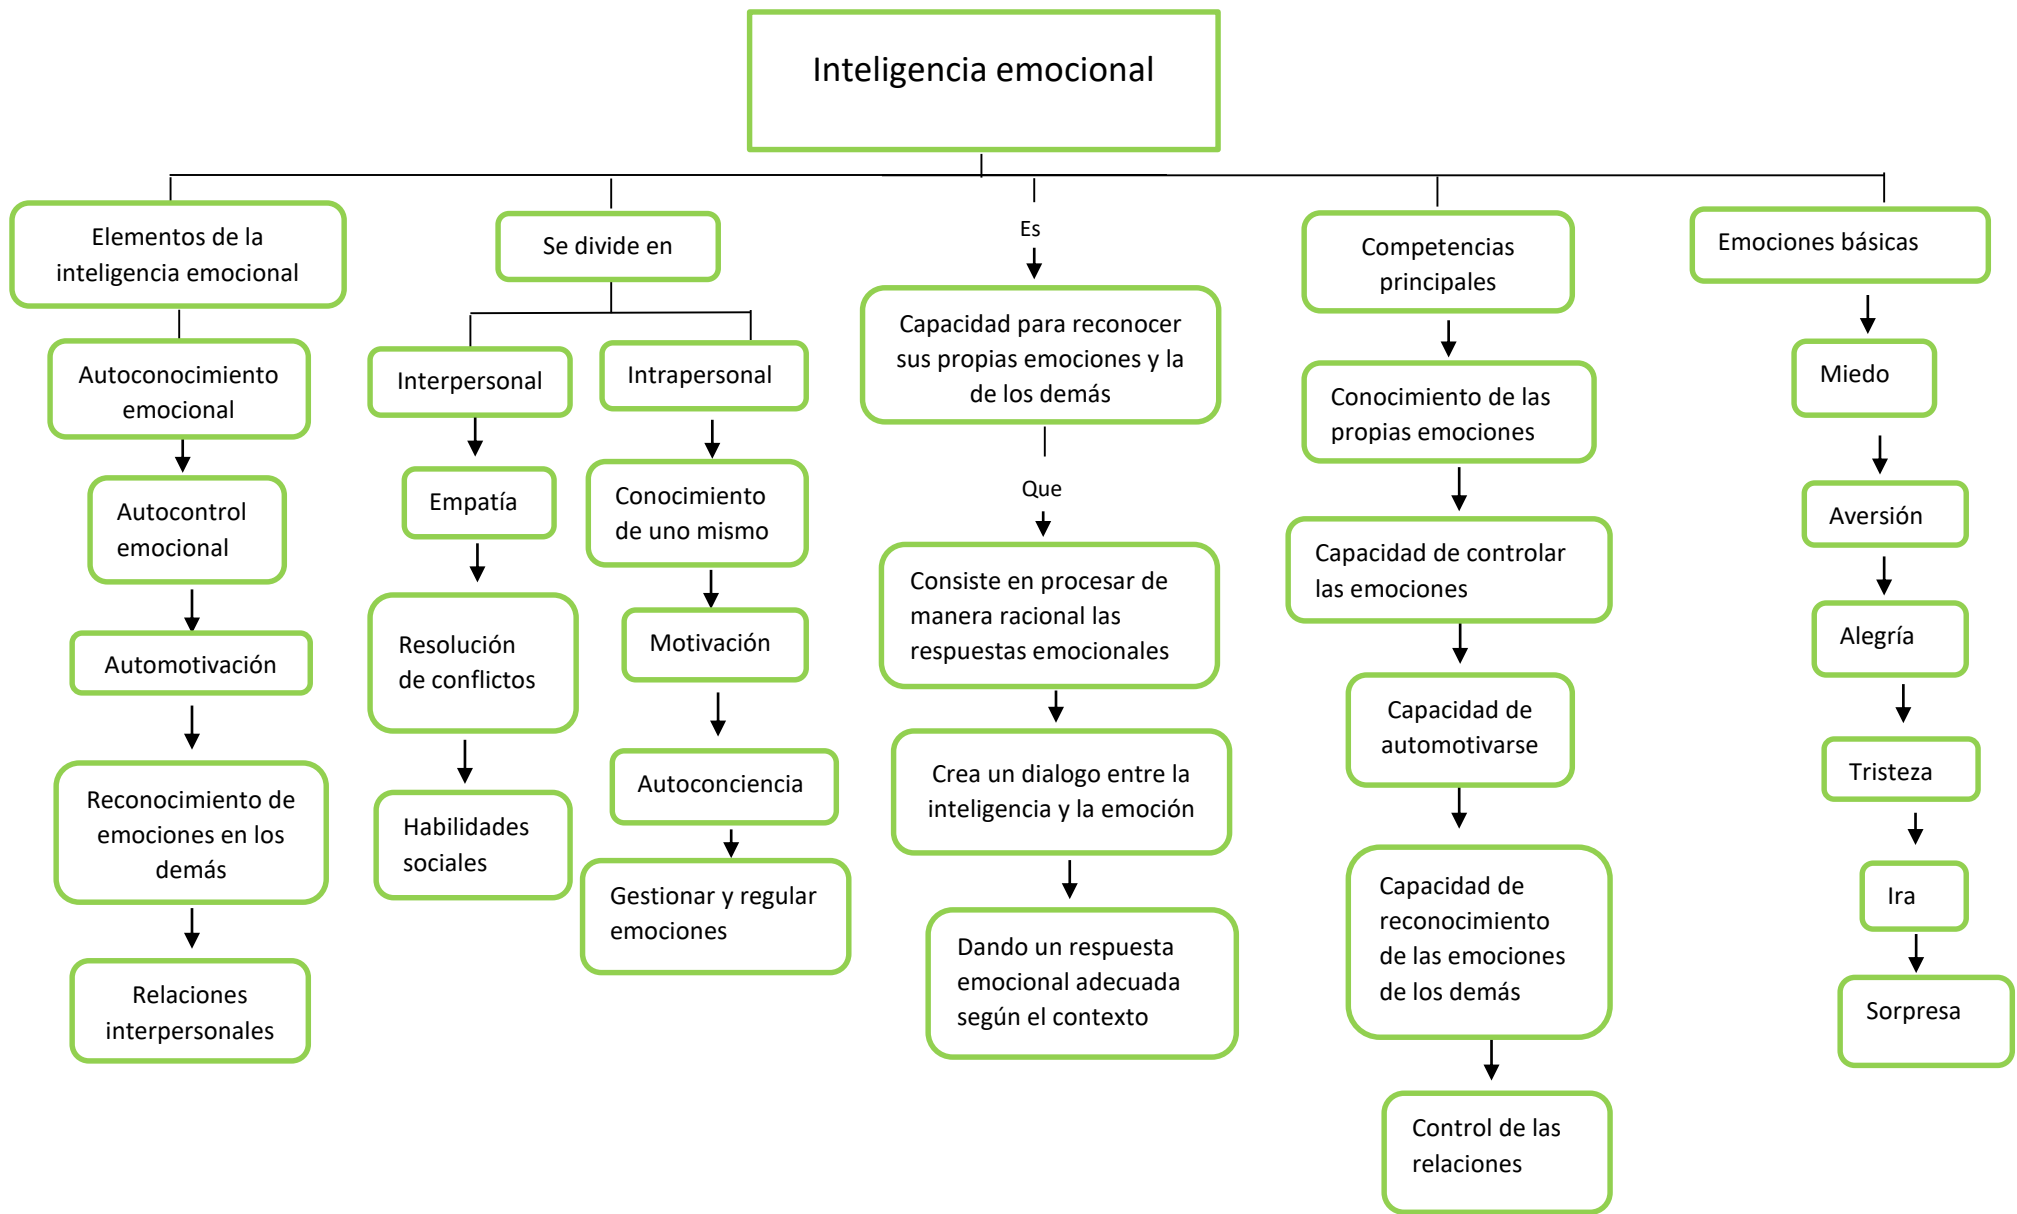 Inteligencia emocional
Elementos de la
inteligencia emocional
Autoconocimiento
emocional
Autocontrol
emocional
Automotivación
Reconocimiento de
emociones en los
demás
Relaciones
interpersonales
Se divide en
Interpersonal
Empatía
Resolución
de conflictos
Habilidades
sociales
Intrapersonal
Conocimiento
de uno mismo
Motivación
Autoconciencia
Gestionar y regular
emociones
Es
Capacidad para reconocer
sus propias emociones y la
de los demás
Que
Consiste en procesar de
manera racional las
respuestas emocionales
Crea un dialogo entre la
inteligencia y la emoción
Dando un respuesta
emocional adecuada
según el contexto
Competencias
principales
Conocimiento de las
propias emociones
Capacidad de controlar
las emociones
Capacidad de
automotivarse
Capacidad de
reconocimiento
de las emociones
de los demás
Control de las
relaciones
Emociones básicas
Miedo
Aversión
Alegría
Tristeza
Ira
Sorpresa